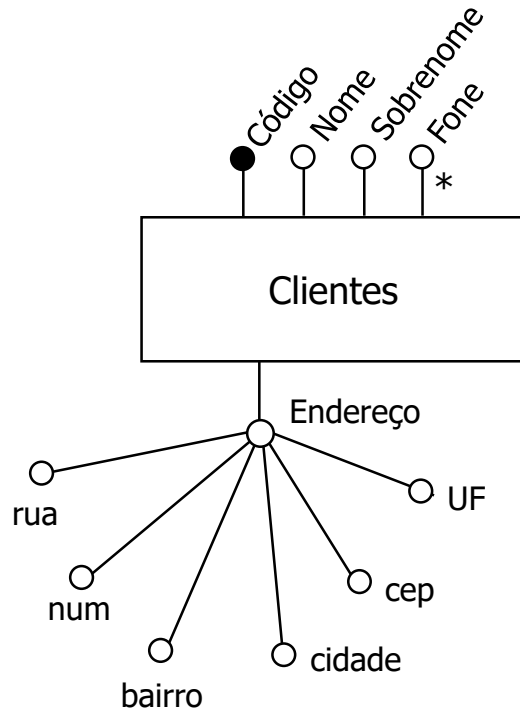 Código
Nome
Sobrenome
Fone
*
Clientes
Endereço
rua
UF
num
cep
bairro
cidade